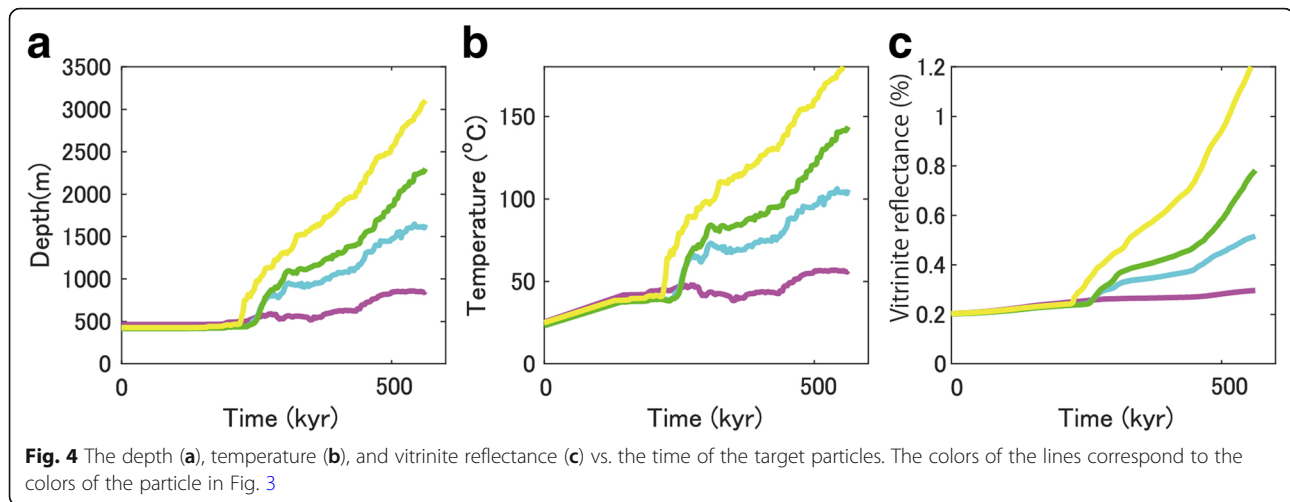 a
b
c
3500
3000
2500
2000
1500
1000
500
0
Depth(m)
0
500
Time (kyr)
150
100
50
0
Temperature (°C)
0
500
Time (kyr)
1.2
1
0.8
0.6
0.4
0.2
0
Vitrinite reflectance (%)
0
500
Time (kyr)
Fig. 4 The depth (a), temperature (b), and vitrinite reflectance (c) vs. the time of the target particles. The colors of the lines correspond to the
colors of the particle in Fig. 3